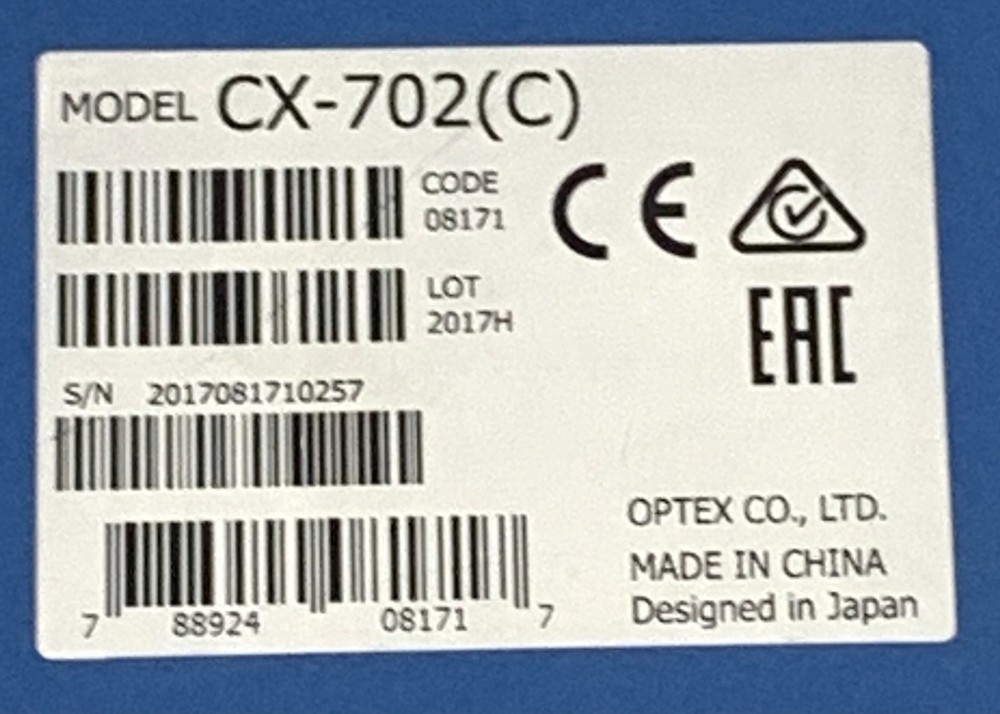 MODEL CX-702(C)
CODE
08171
CE
LOT
2017H
EAC
S/N 2017081710257
7 88924 08171 7
OPTEX CO., LTD.
MADE IN CHINA
Designed in Japan